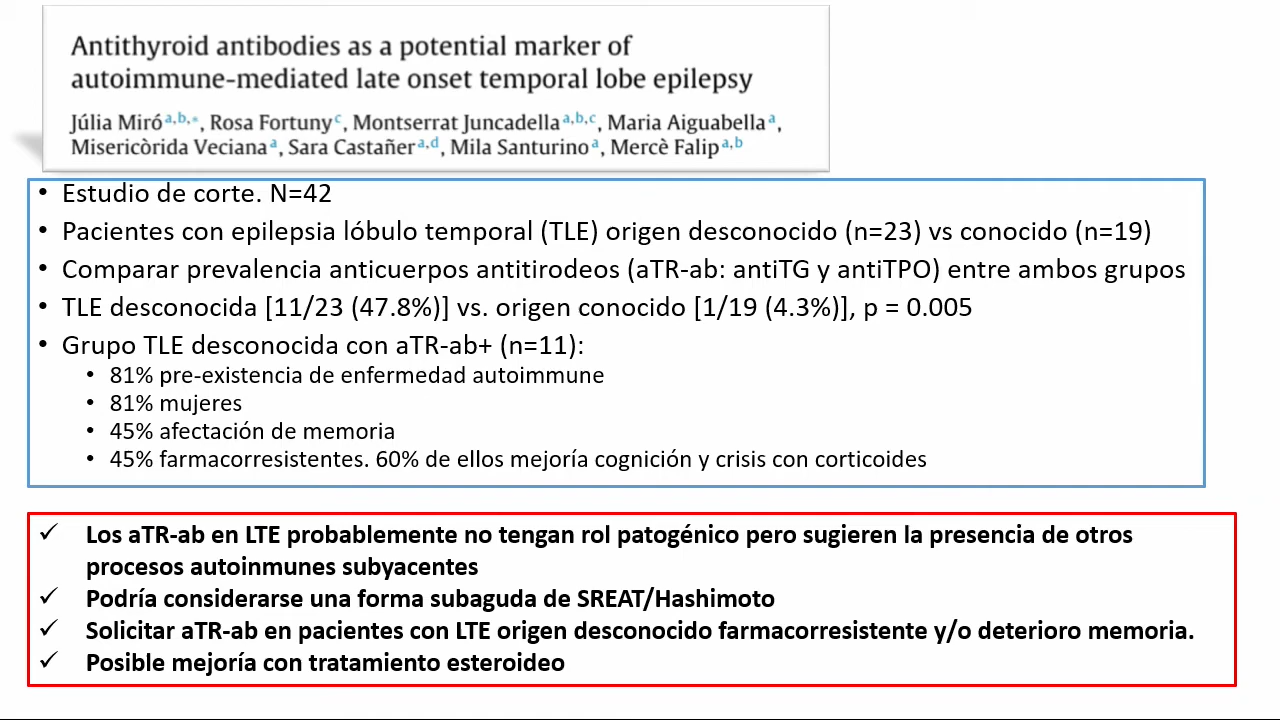 Antithyroid antibodies as a potential marker of
autoimmune-mediated late onset temporal lobe epilepsy
Júlia Miró a,b,*, Rosa Fortuny c, Montserrat Juncadella a,b,c, Maria Aiguabella a,
Misericòrida Veciana a, Sara Castañer a,d, Mila Santurino a, Mercè Falip a,b
• Estudio de corte. N=42
• Pacientes con epilepsia lóbulo temporal (TLE) origen desconocido (n=23) vs conocido (n=19)
• Comparar prevalencia anticuerpos antitirodeos (aTR-ab: antiTG y antiTPO) entre ambos grupos
• TLE desconocida [11/23 (47.8%)] vs. origen conocido [1/19 (4.3%)], p = 0.005
• Grupo TLE desconocida con aTR-ab+ (n=11):
• 81% pre-existencia de enfermedad autoimmune
• 81% mujeres
• 45% afectación de memoria
• 45% farmacorresistentes. 60% de ellos mejoría cognición y crisis con corticoides
✓ Los aTR-ab en LTE probablemente no tengan rol patogénico pero sugieren la presencia de otros
procesos autoinmunes subyacentes
✓ Podría considerarse una forma subaguda de SREAT/Hashimoto
✓ Solicitar aTR-ab en pacientes con LTE origen desconocido farmacorresistente y/o deterioro memoria.
✓ Posible mejoría con tratamiento esteroideo